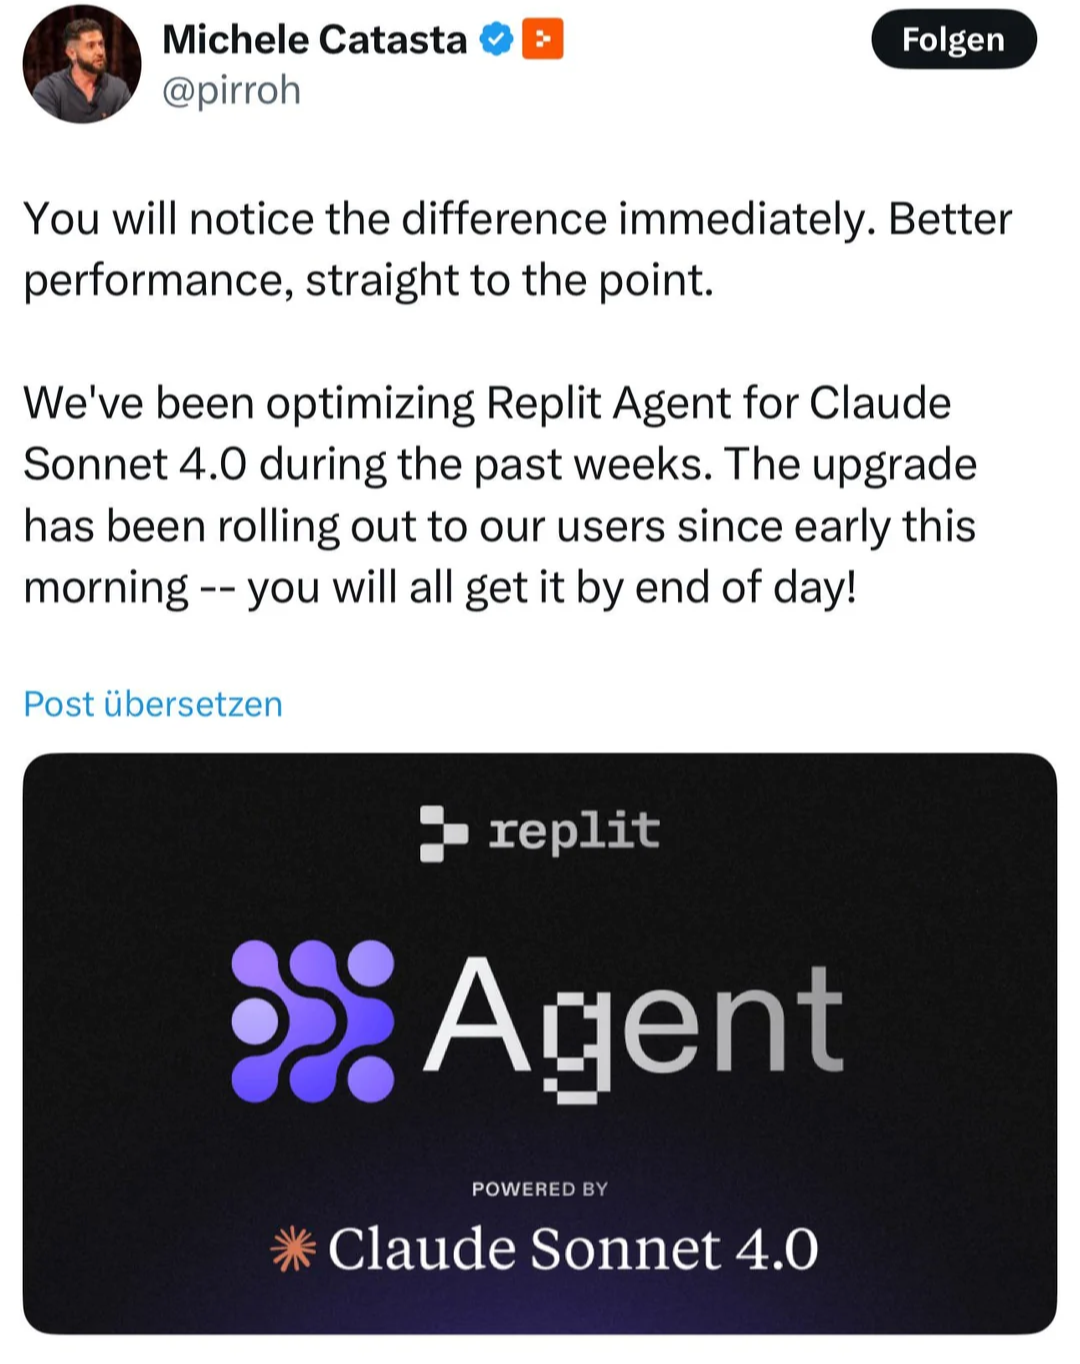 Michele Catasta
Folgen
@pirroh
You will notice the difference immediately. Better
performance, straight to the point.
We've been optimizing Replit Agent for Claude
Sonnet 4.0 during the past weeks. The upgrade
has been rolling out to our users since early this
morning -- you will all get it by end of day!
Post übersetzen
replit
Agent
POWERED BY
Claude Sonnet 4.0